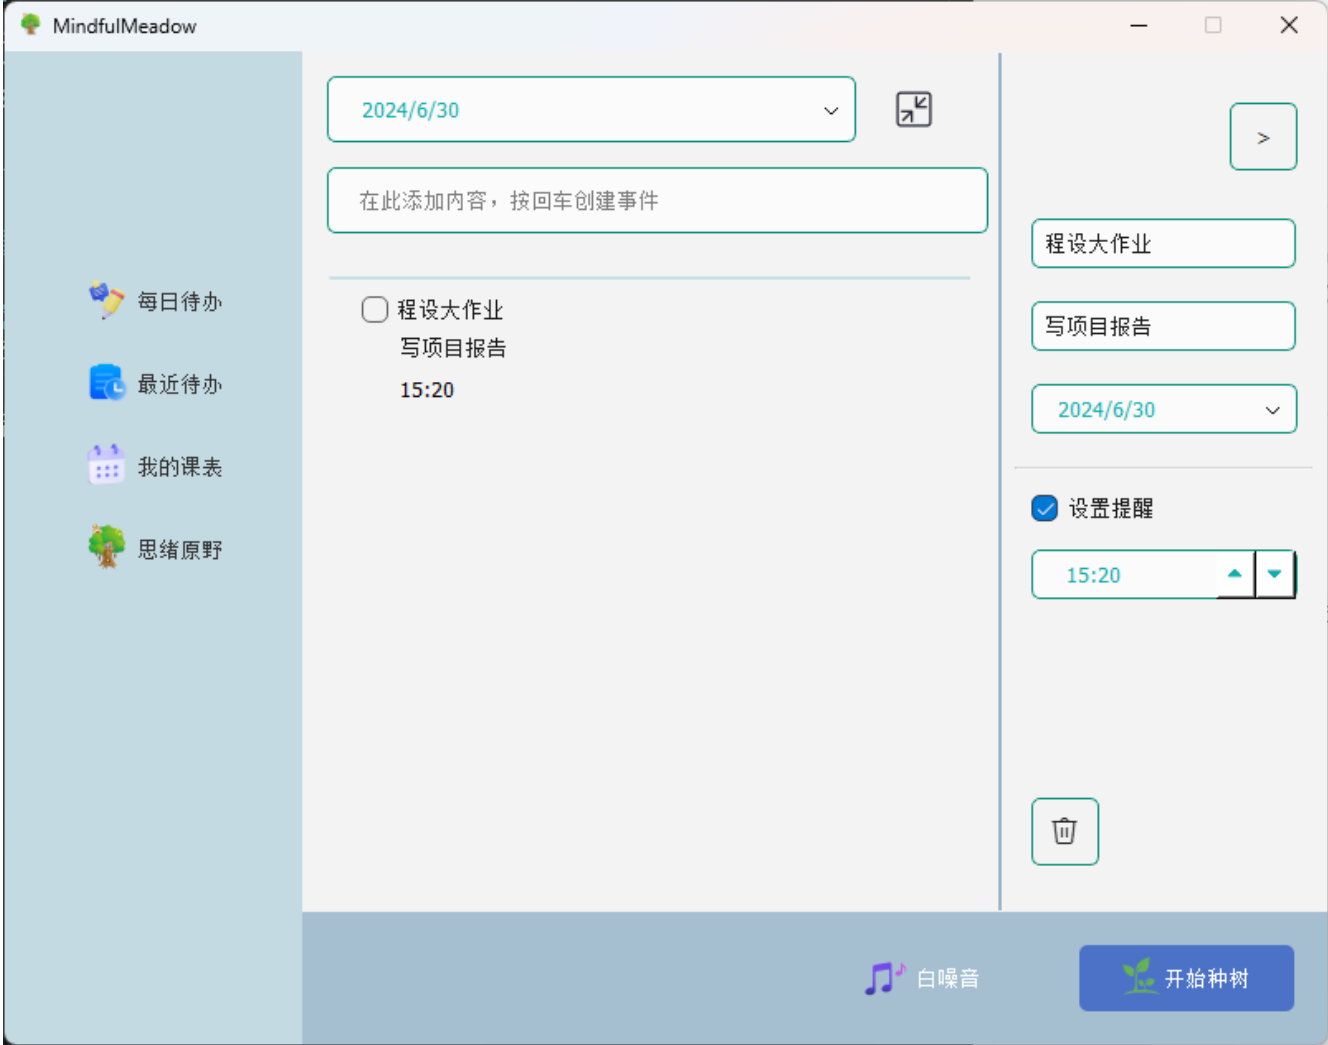 MindfulMeadow
每日待办
最近待办
我的课表
思绪原野
2024/6/30
在此添加内容，按回车创建事件
程设大作业
写项目报告
15:20
>
程设大作业
写项目报告
2024/6/30
设置提醒
15:20
白噪音
开始种树